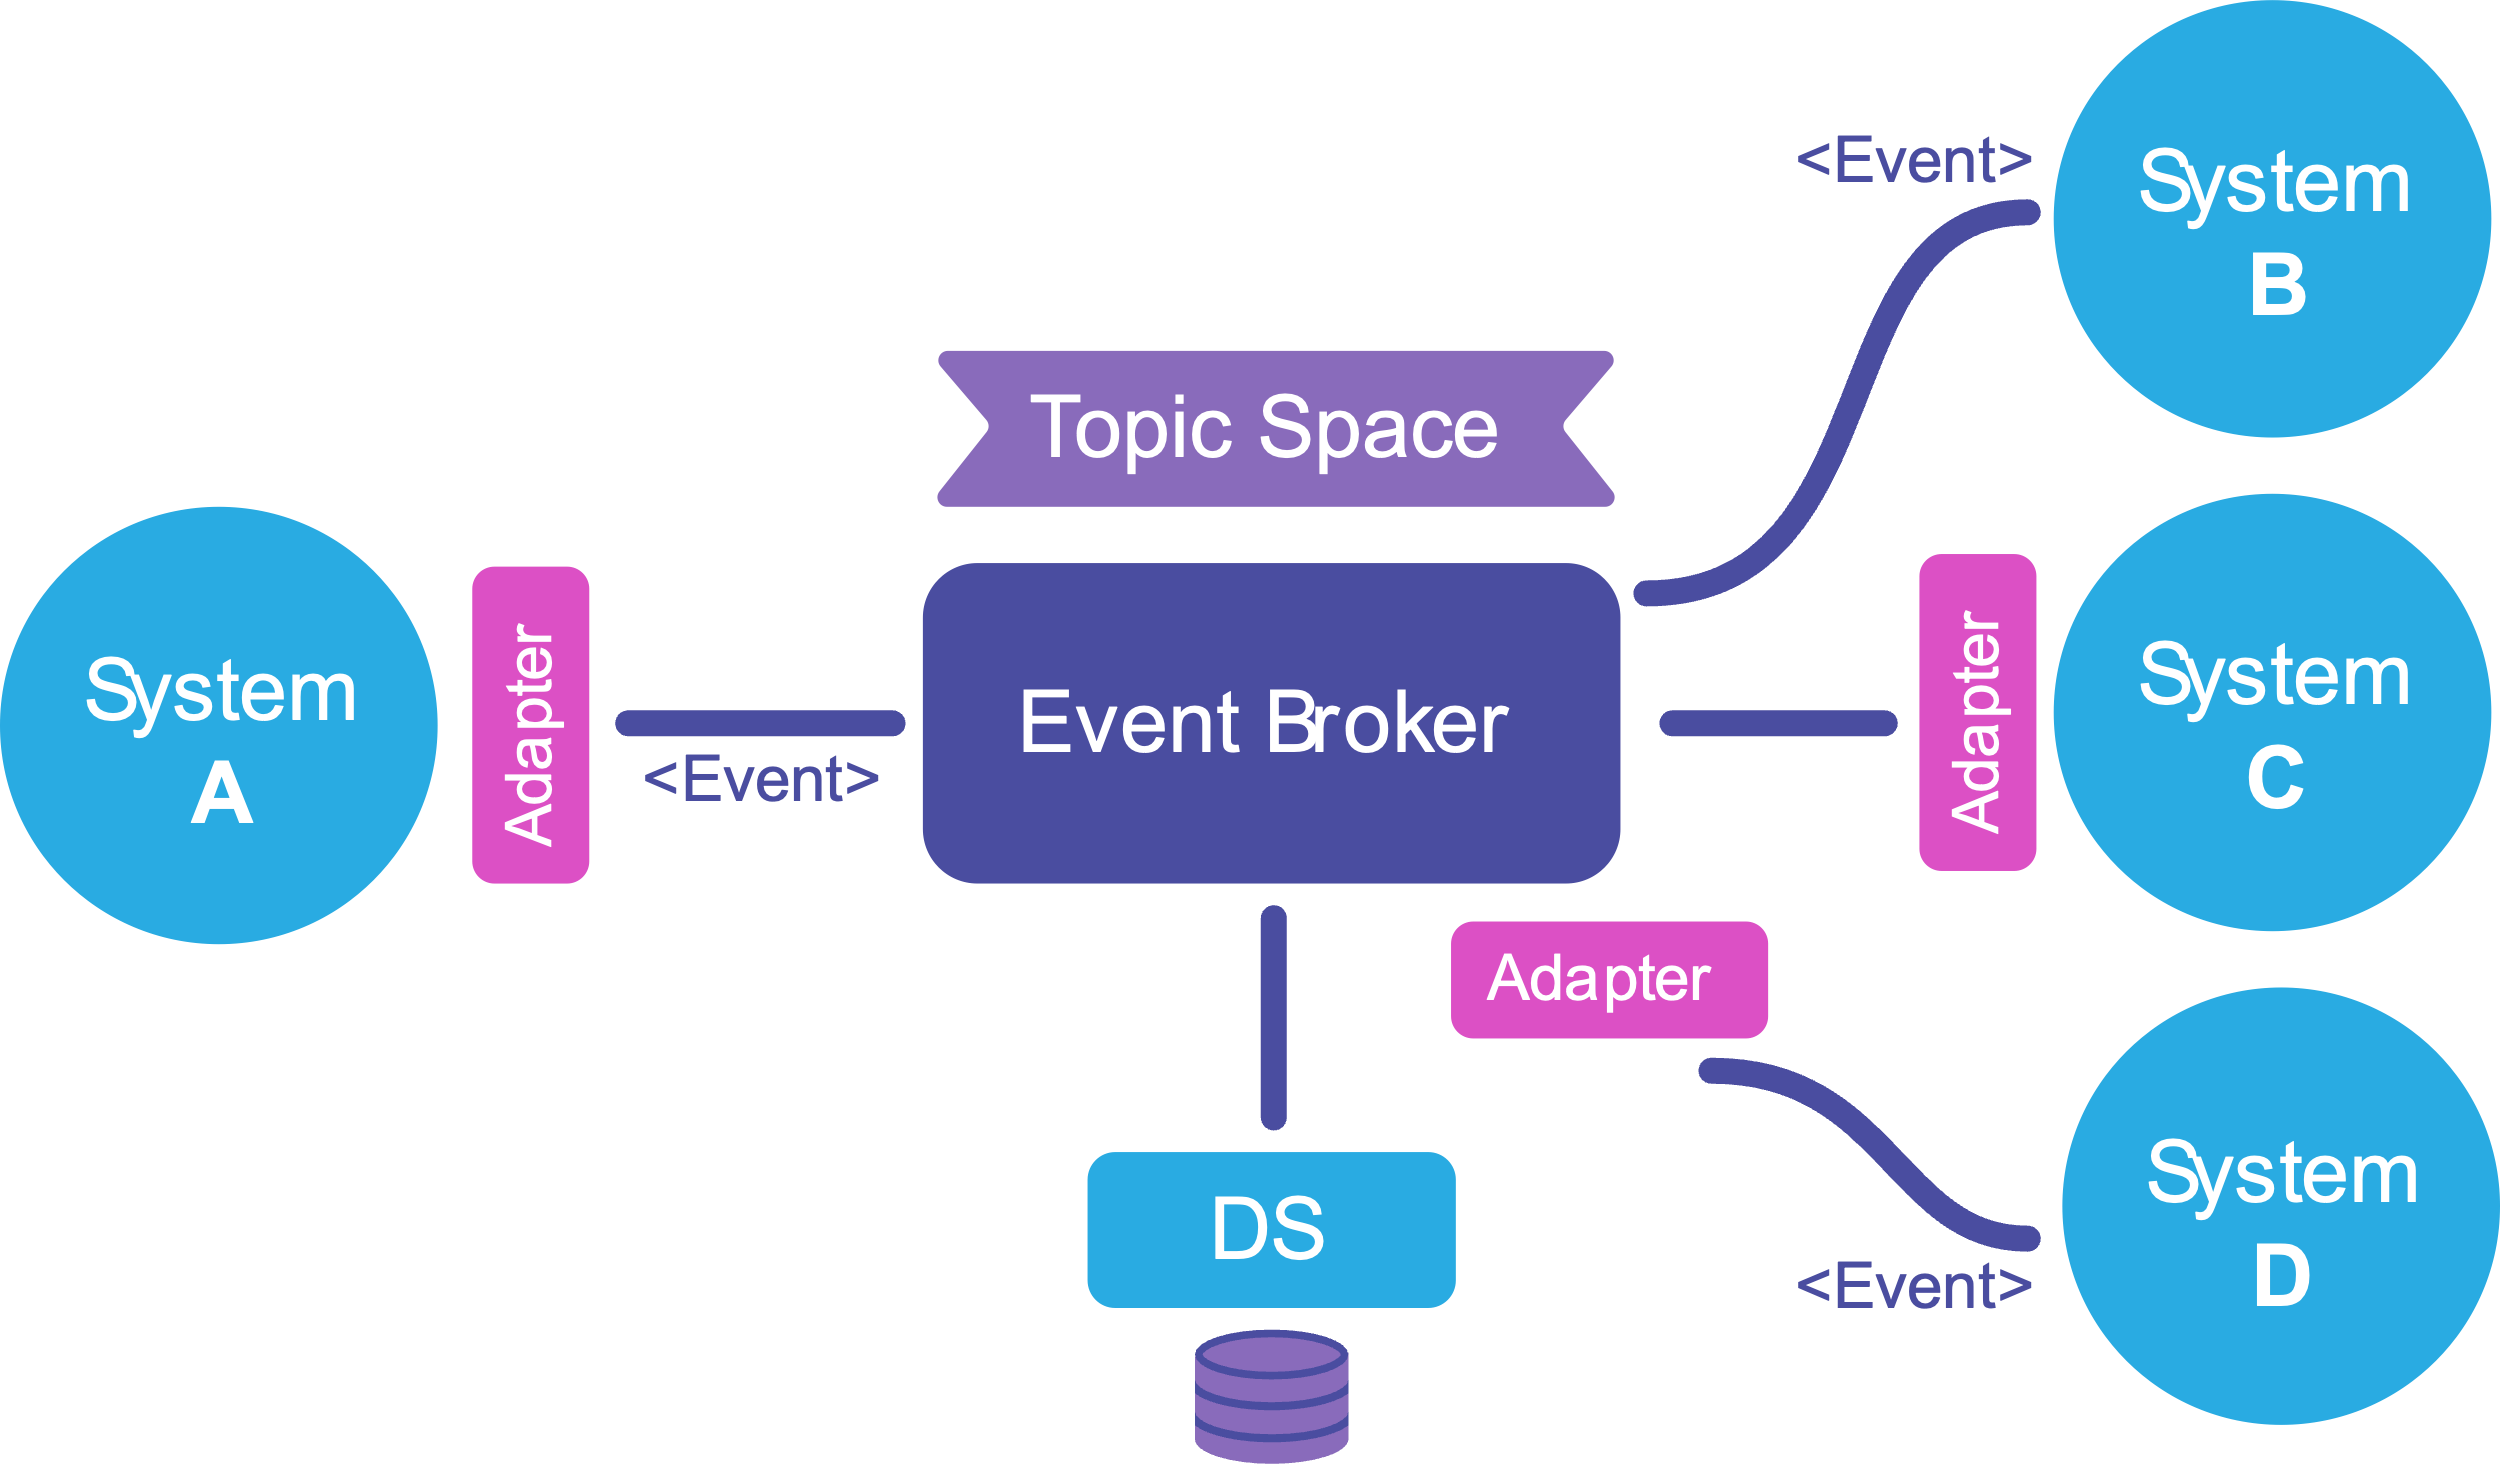 <Event>
System
B
Topic Space
System
A
Adapter
<Event>
Event Broker
Adapter
System
C
Adapter
DS
<Event>
System
D